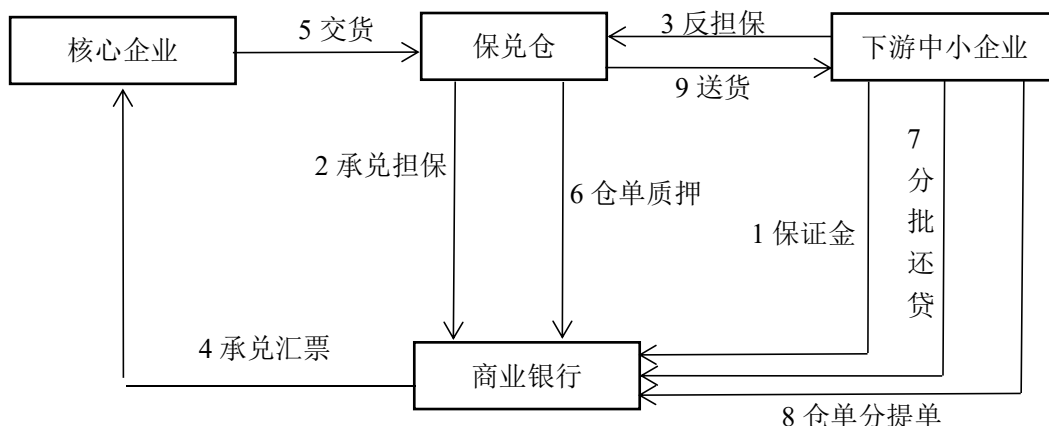 核心企业
5 交货
保兑仓
3 反担保
9 送货
下游中小企业
2 承兑担保
6 仓单质押
1 保证金
7
分
批
还
贷
4 承兑汇票
商业银行
8 仓单分提单